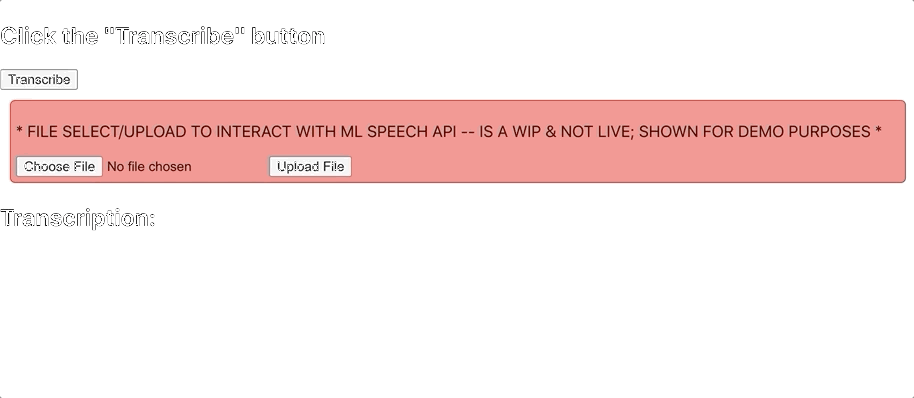 Click the "Transcribe" button
Transcribe
* FILE SELECT/UPLOAD TO INTERACT WITH ML SPEECH API -- IS A WIP & NOT LIVE; SHOWN FOR DEMO PURPOSES *
Choose File No file chosen Upload File
Transcription: